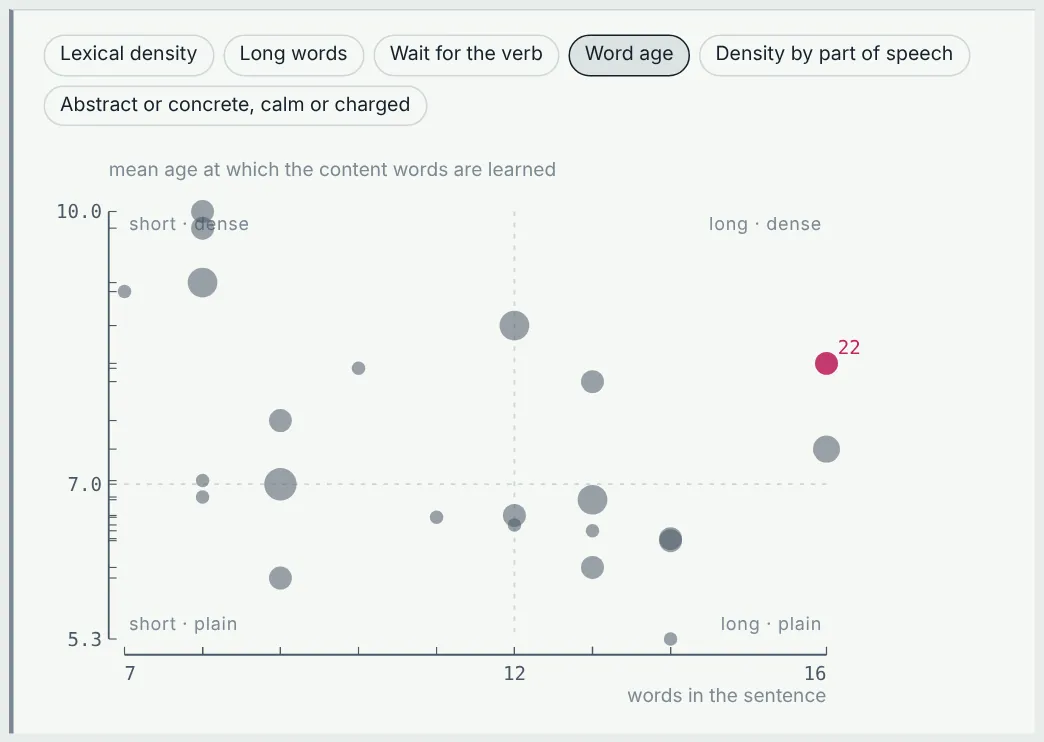 Lexical density Long words Wait for the verb Word age Density by part of speech
Abstract or concrete, calm or charged
mean age at which the content words are learned
10.0
short · dense long · dense
22
7.0
short · plain long · plain
5.3
7 12 16
words in the sentence